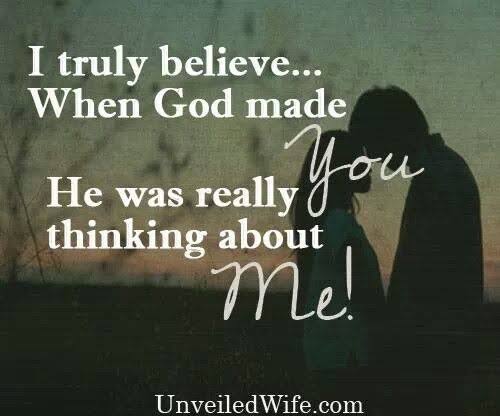 I truly believe...
When God made
You
He was really
thinking about
Me!
UnveiledWife.com